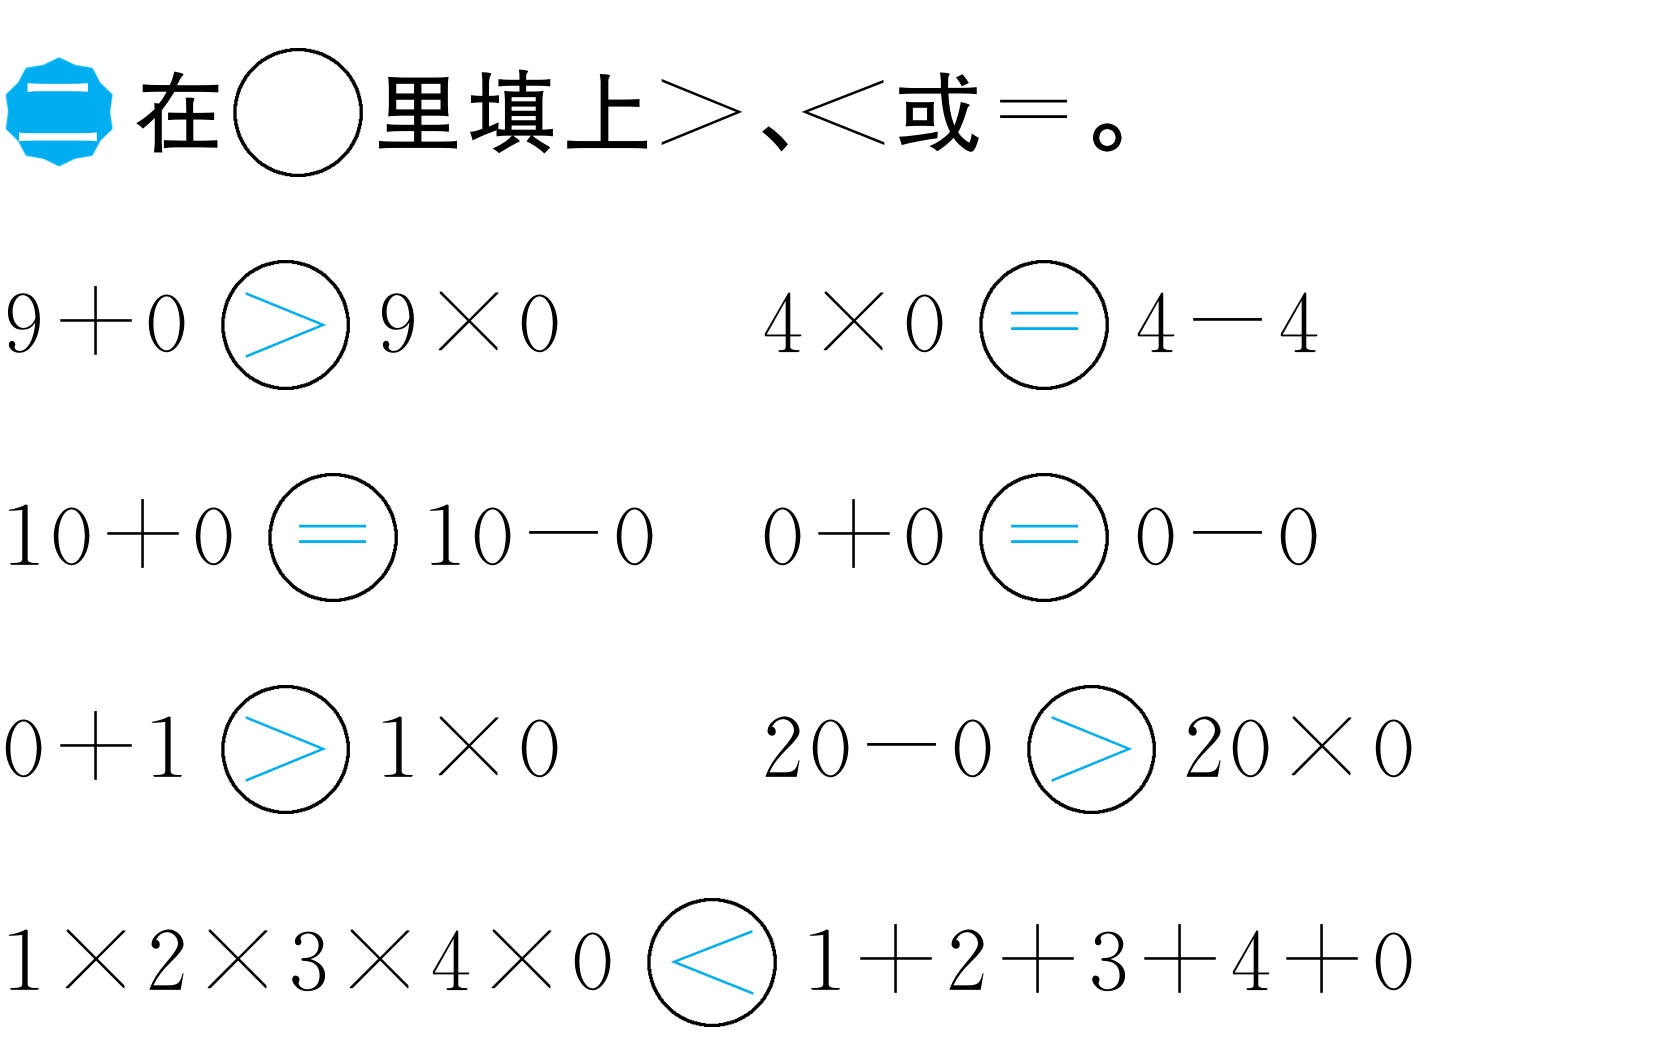 二 在○里填上>、<或=。
9+0 > 9×0 4×0 = 4-4
10+0 = 10-0 0+0 = 0-0
0+1 > 1×0 20-0 > 20×0
1×2×3×4×0 < 1+2+3+4+0